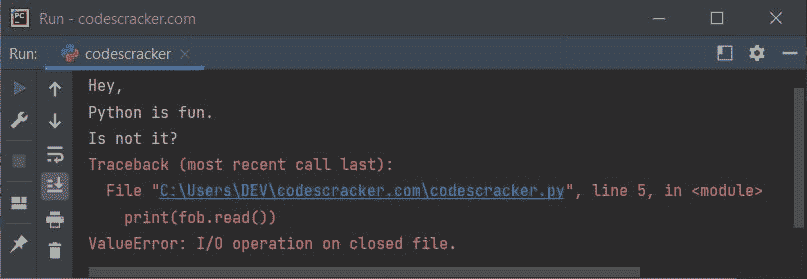 PC
Run - codescracker.com
Run: codescracker
Hey,
Python is fun.
Is not it?
Traceback (most recent call last):
File "C:\Users\DEV\codescracker.com\codescracker.py", line 5, in <module>
print(fob.read())
ValueError: I/O operation on closed file.